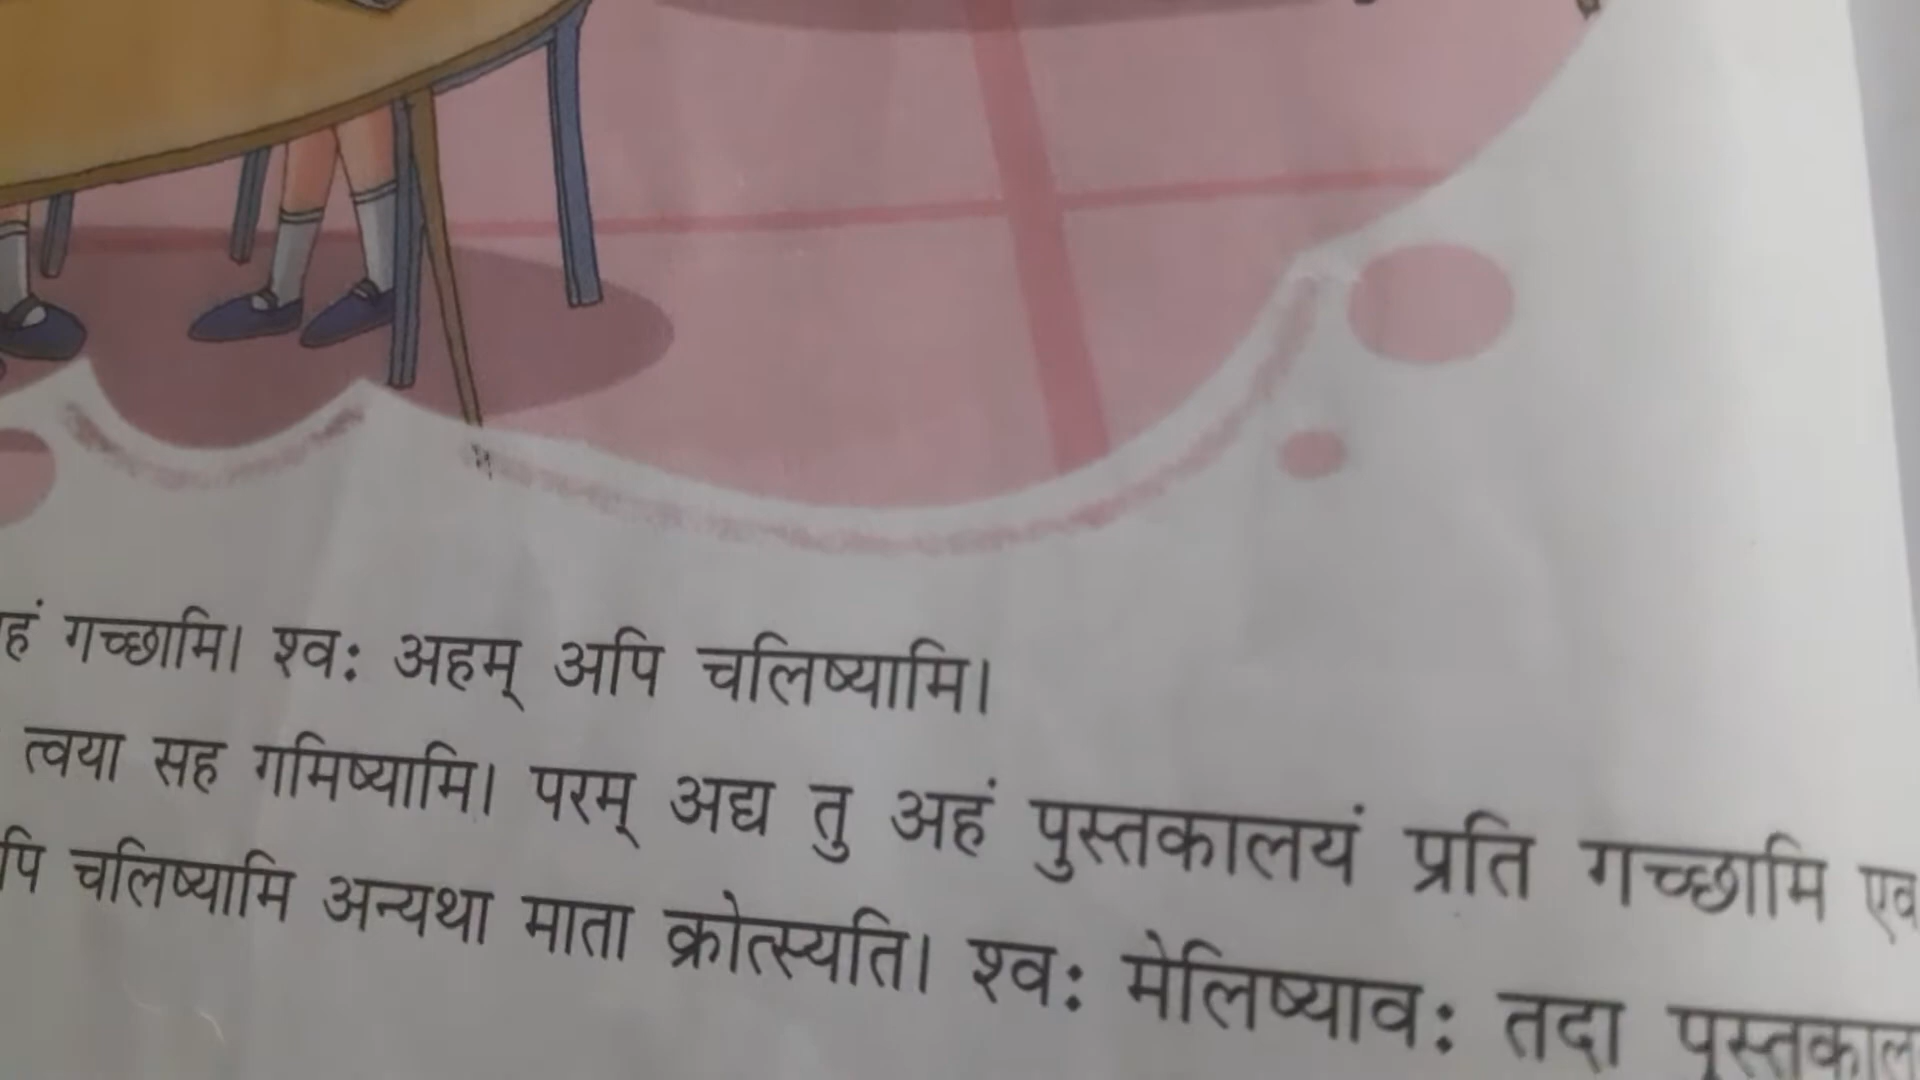 गच्छामि। श्वः अहम् अपि चलिष्यामि।
त्वया सह गमिष्यामि। परम् अद्य तु अहं पुस्तकालयं प्रति गच्छामि एव
चलिष्यामि अन्यथा माता क्रोत्स्यति। श्वः मेलिष्यावः तदा